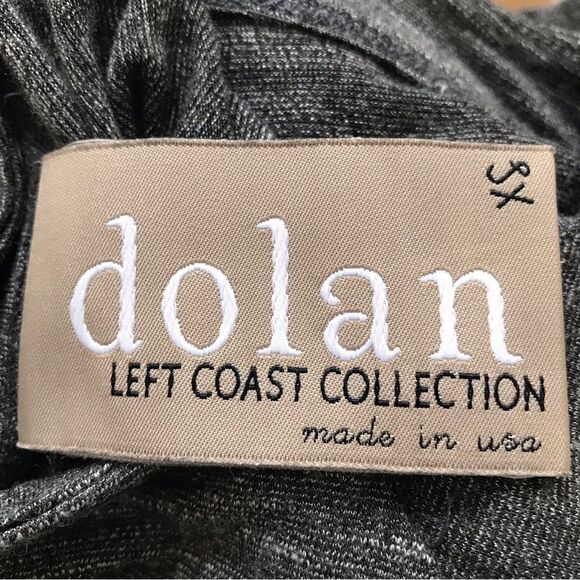 XS
dolan
LEFT COAST COLLECTION
made in usa